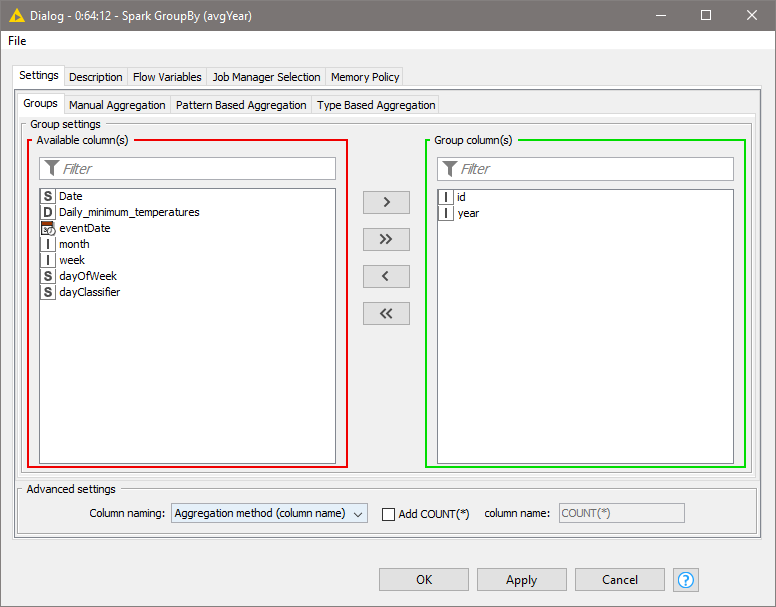 Dialog - 0:64:12 - Spark GroupBy (avgYear)
File
Settings Description Flow Variables Job Manager Selection Memory Policy
Groups Manual Aggregation Pattern Based Aggregation Type Based Aggregation
Group settings
Available column(s) Group column(s)
Filter Filter
S Date
D Daily_minimum_temperatures
eventDate
I month
I week
S dayOfWeek
S dayClassifier
>
>>
<
<<
I id
I year
Advanced settings
Column naming: Aggregation method (column name) Add COUNT(*) column name: COUNT(*)
OK Apply Cancel ?